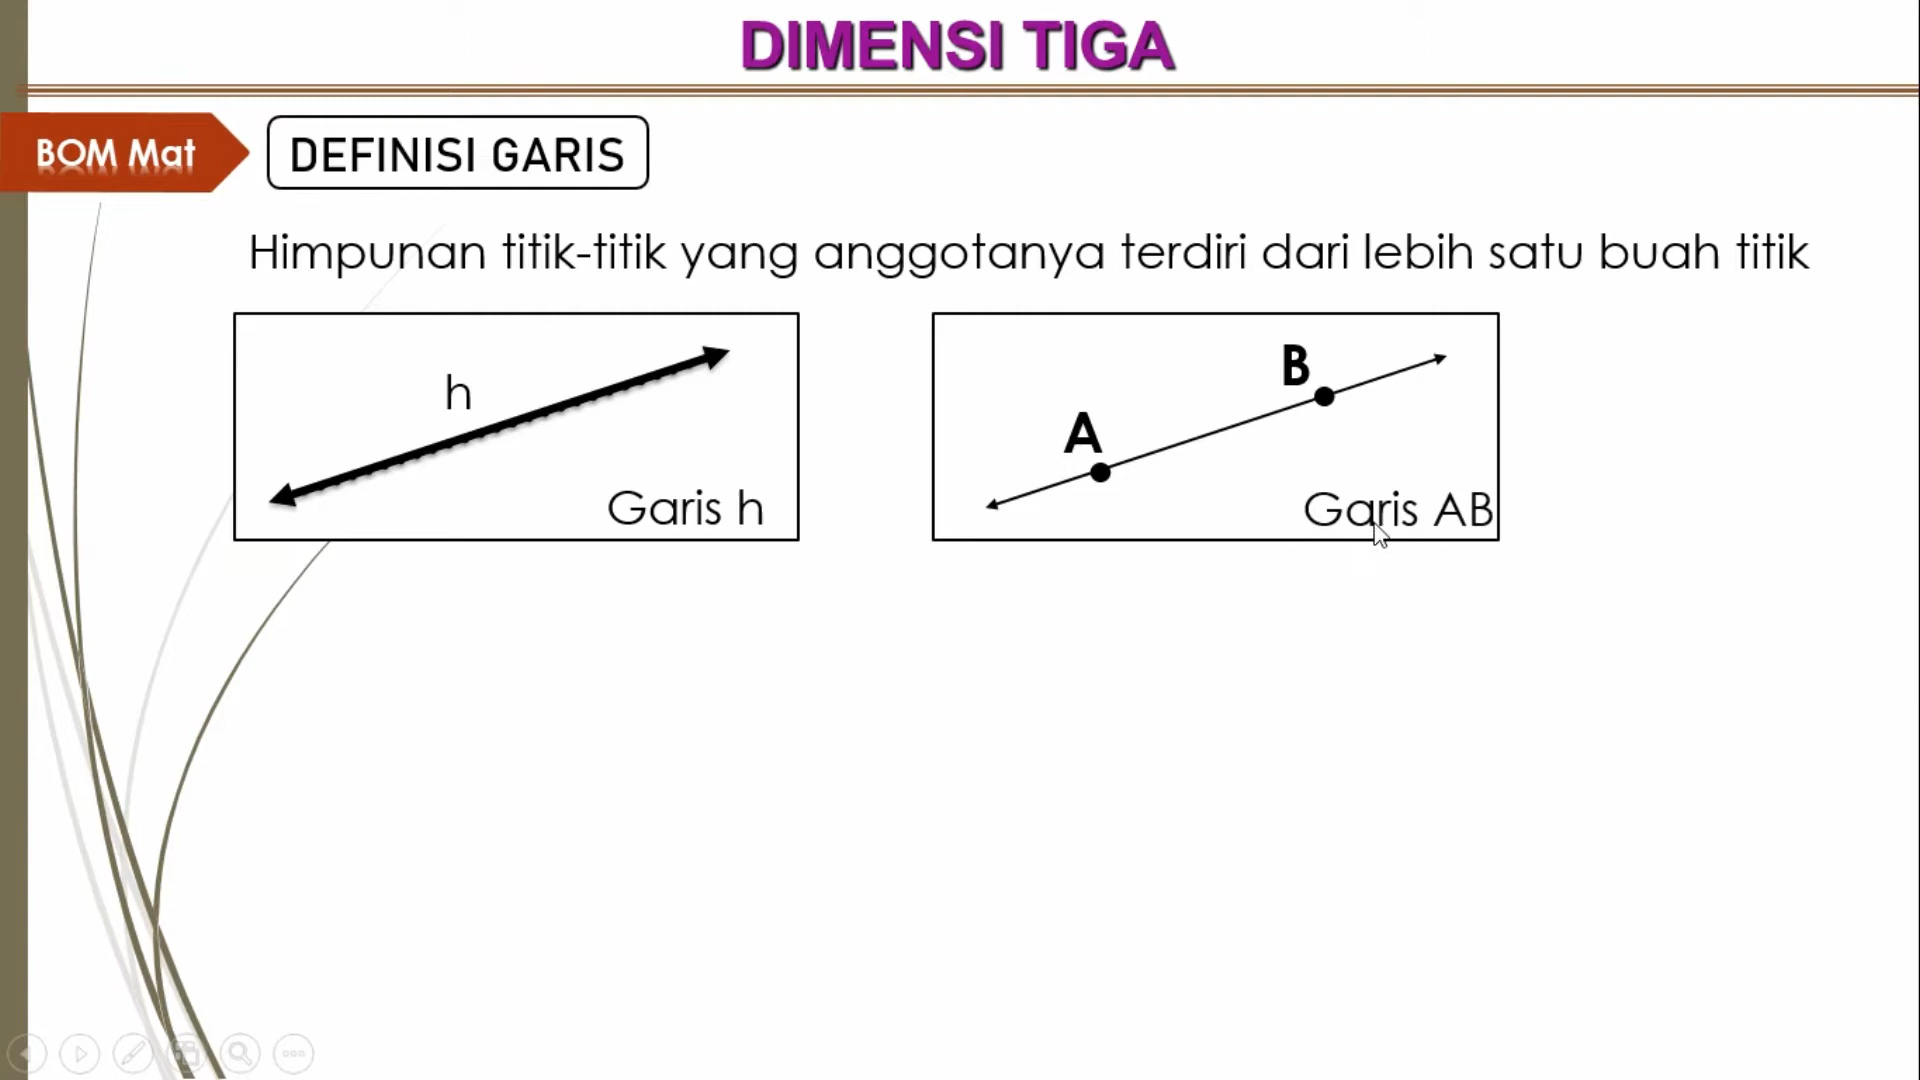 DIMENSI TIGA
BOM Mat
DEFINISI GARIS
Himpunan titik-titik yang anggotanya terdiri dari lebih satu buah titik
h
Garis h
B
A
Garis AB